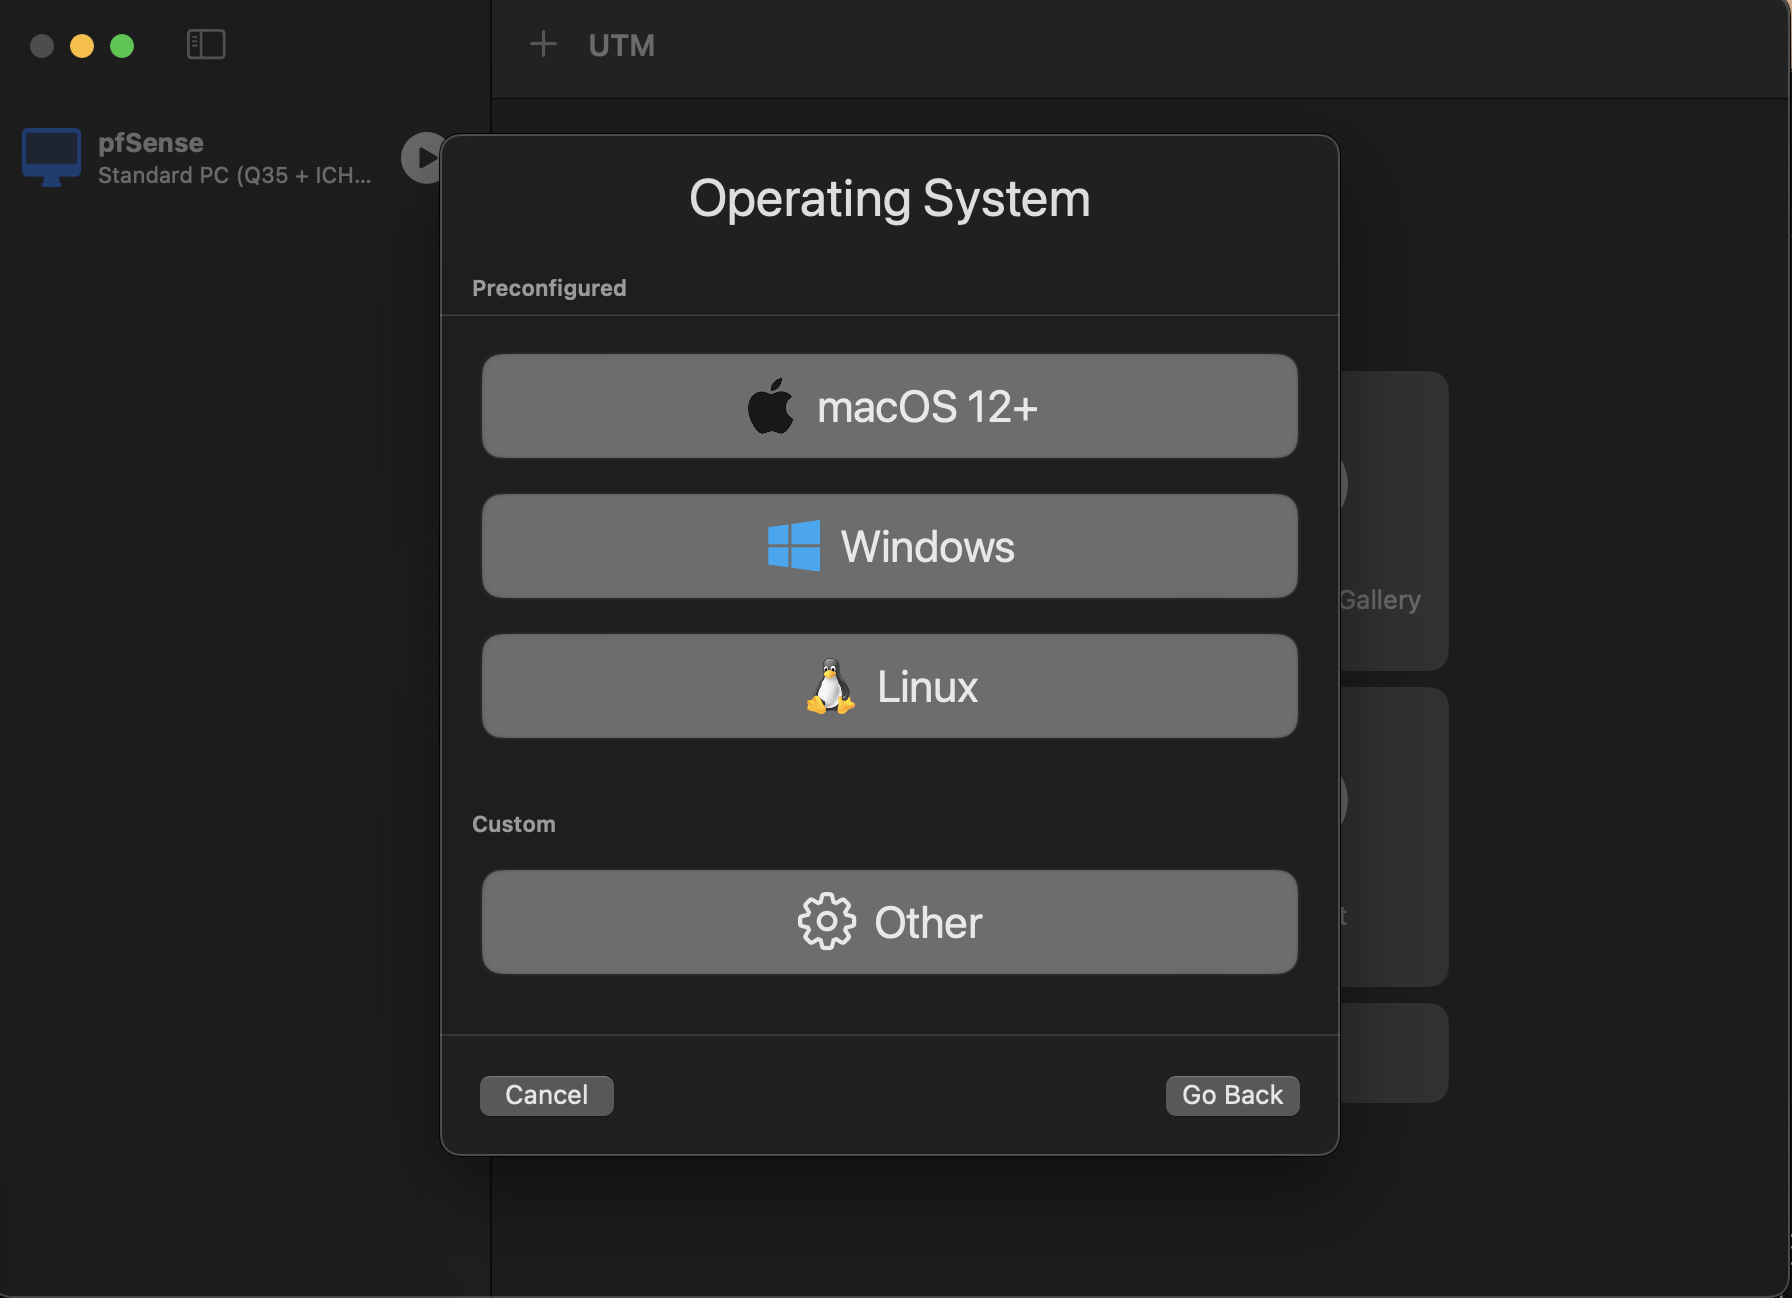 UTM
pfSense
Standard PC (Q35 + ICH...
Operating System
Preconfigured
macOS 12+
Windows
Linux
Custom
Other
Cancel
Go Back
Gallery